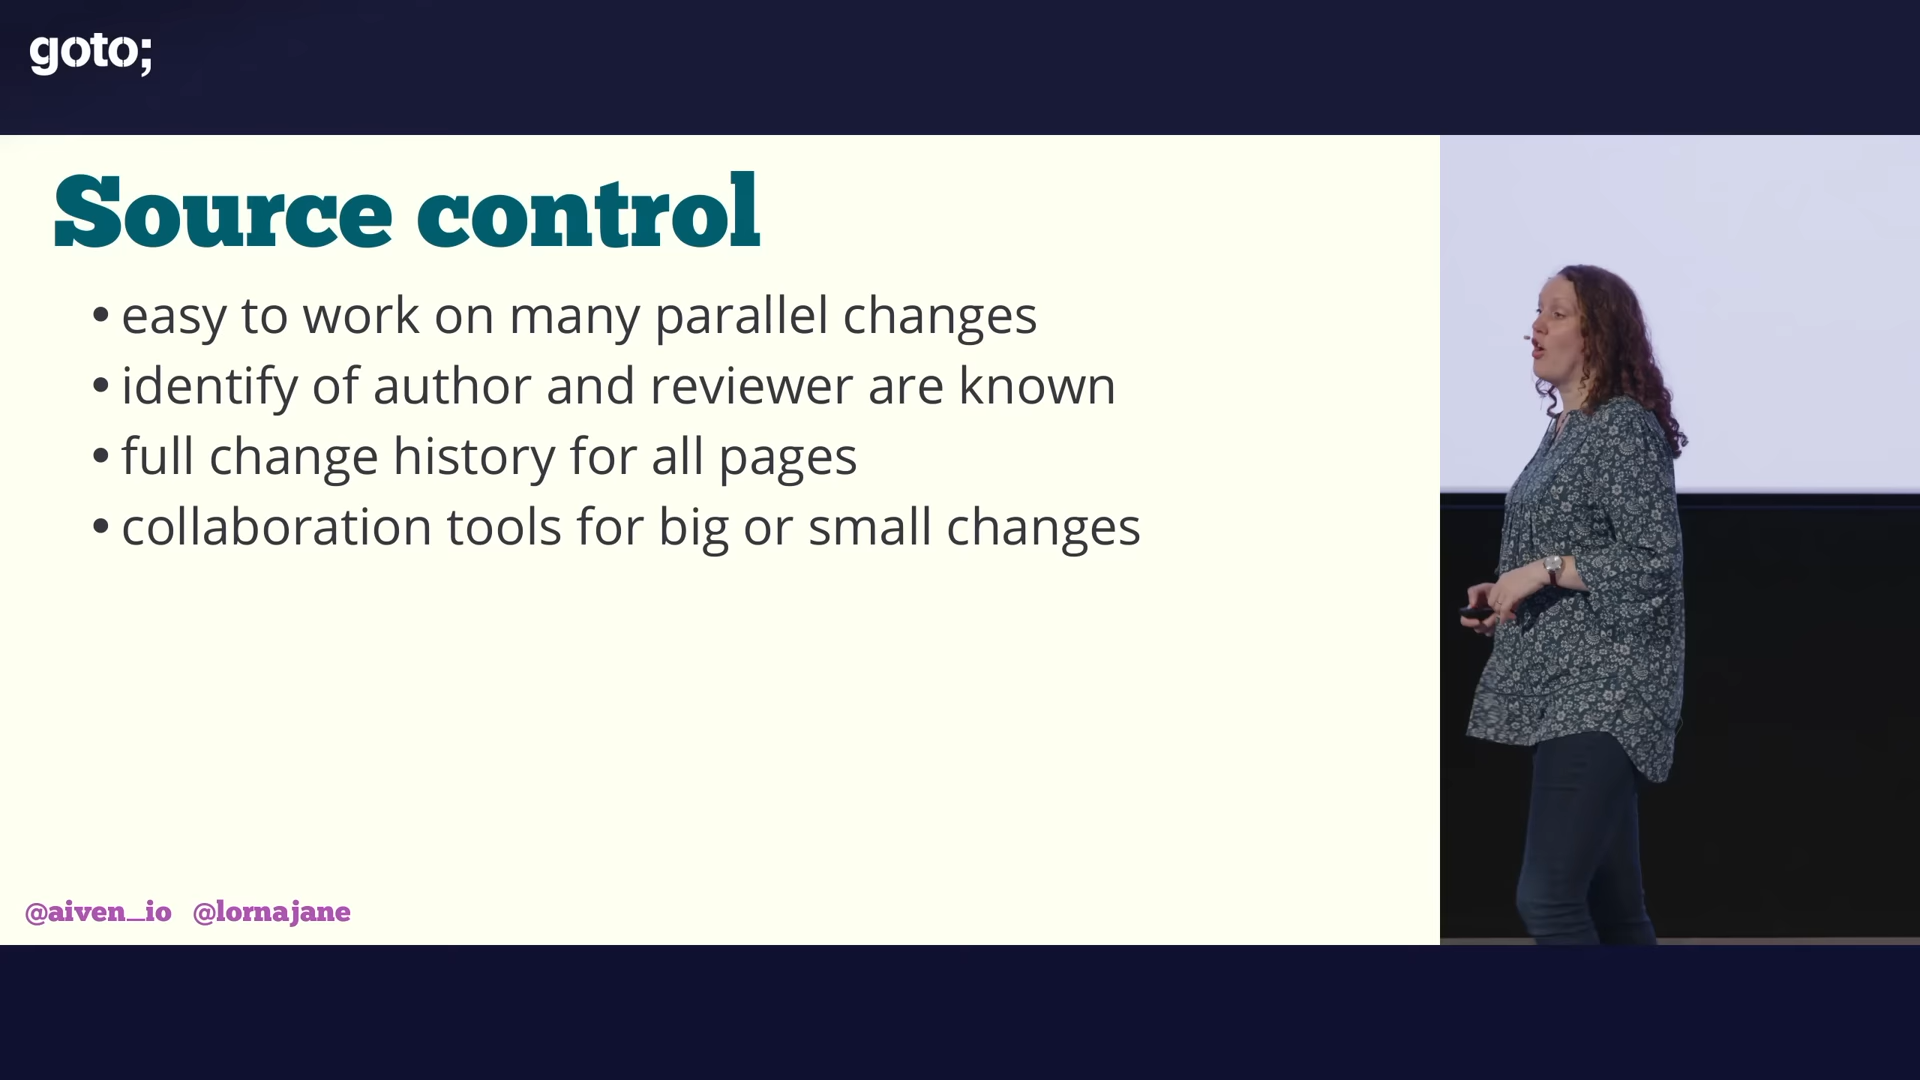 goto;
Source control
• easy to work on many parallel changes
• identify of author and reviewer are known
• full change history for all pages
• collaboration tools for big or small changes
@aiven_io @lornajane